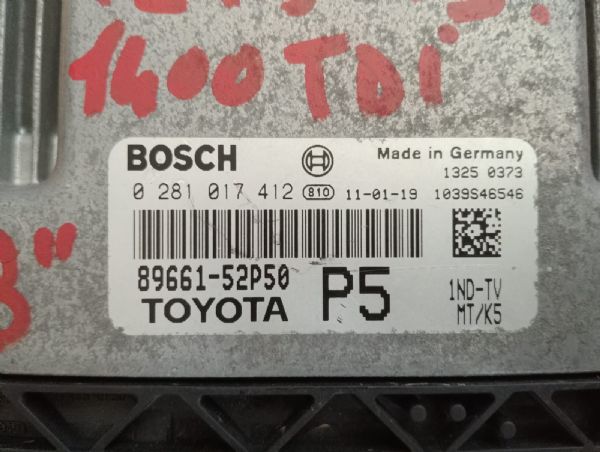 1400 TDi
8"
BOSCH
Made in Germany
1325 0373
0 281 017 412 810 11-01-19 1039S46546
89661-52P50
TOYOTA
P5
1ND-TV
MT/K5